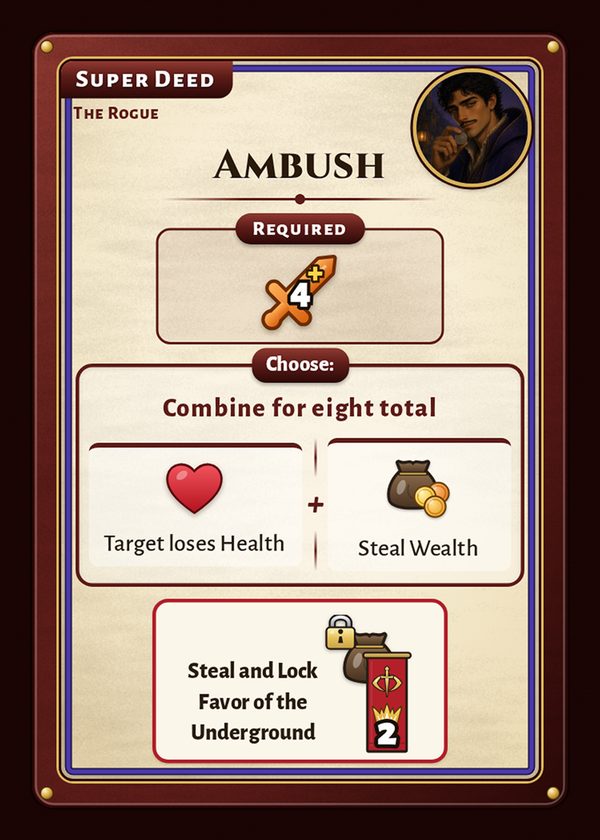 Super Deed
The Rogue
Ambush
Required
+
4
Choose:
Combine for eight total
+
Target loses Health
Steal Wealth
Steal and Lock
Favor of the
Underground
2